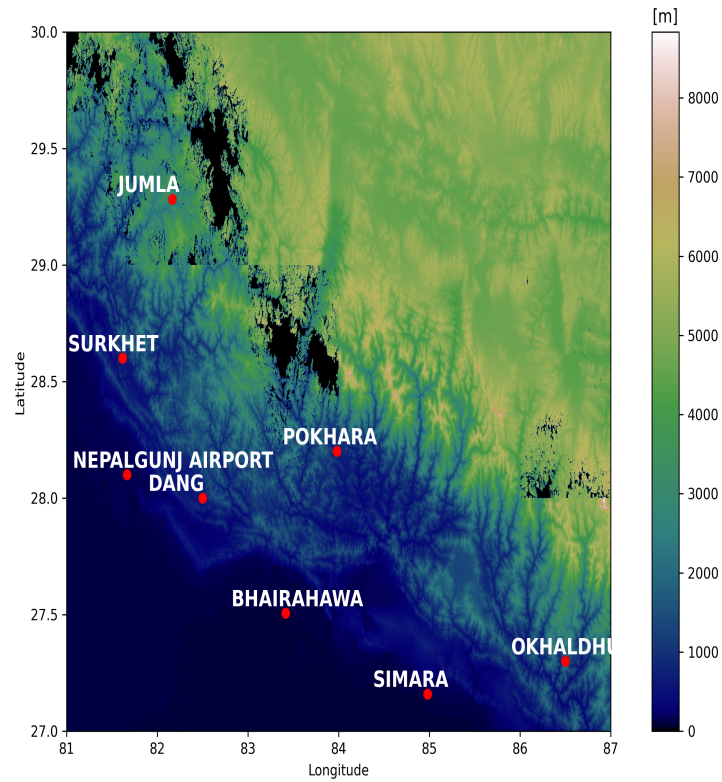 [m]
30.0
8000
29.5
JUMLA
7000
6000
29.0
5000
SURKHET
Latitude
28.5
4000
POKHARA
NEPALGUNJ AIRPORT
DANG
3000
28.0
2000
BHAIRAHAWA
27.5
OKHALDHU
1000
SIMARA
27.0
0
81 82 83 84 85 86 87
Longitude